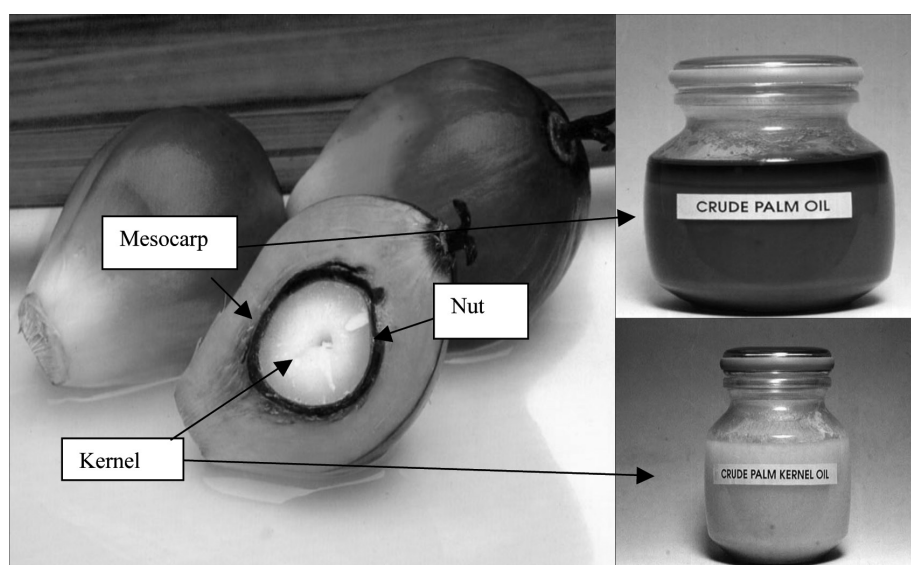 CRUDE PALM OIL
Mesocarp
Nut
Kernel
CRUDE PALM KERNEL OIL